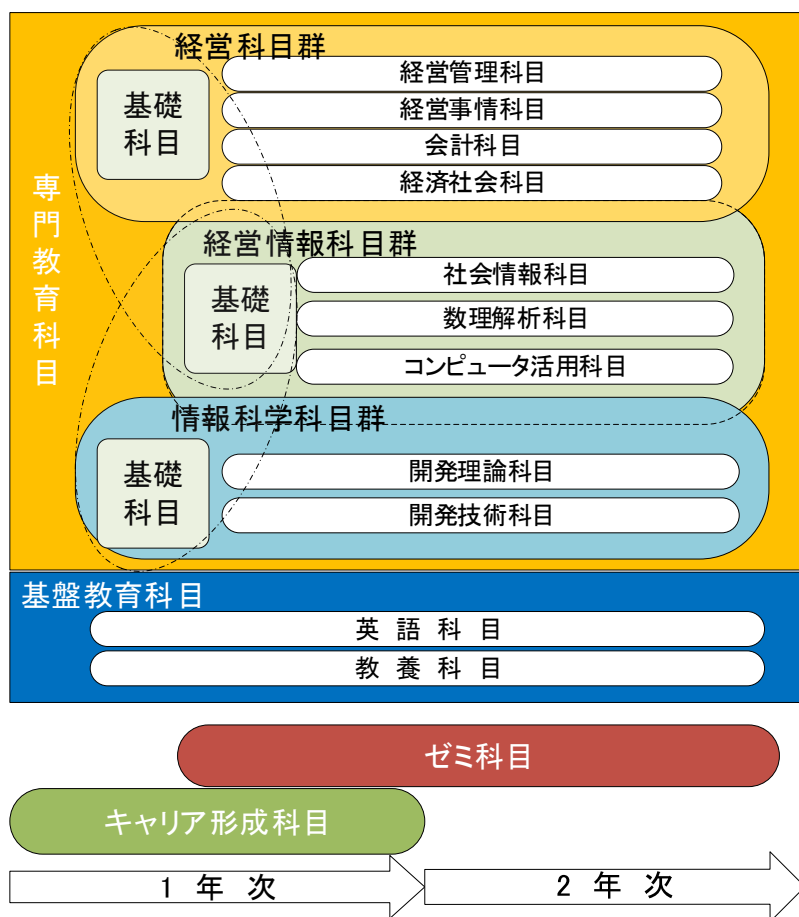 専門教育科目
経営科目群
基礎
科目
経営管理科目
経営事情科目
会計科目
経済社会科目
経営情報科目群
基礎
科目
社会情報科目
数理解析科目
コンピュータ活用科目
情報科学科目群
基礎
科目
開発理論科目
開発技術科目
基盤教育科目
英語科目
教養科目
ゼミ科目
キャリア形成科目
1年次
2年次